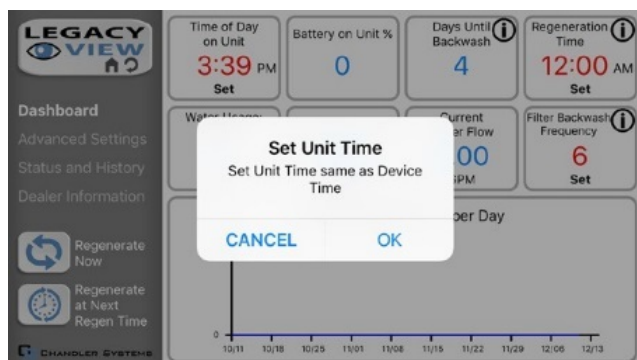 LEGACY
VIEW
Dashboard
Advanced Settings
Status and History
Dealer Information
Regenerate
Now
Regenerate
at Next
Regen Time
CHANDLER SYSTEMS
Time of Day
on Unit
3:39 PM
Set
Battery on Unit %
0
Days Until
Backwash
4
Regeneration
Time
12:00 AM
Set
Water Usage
Current
Flow
00
GPM
Filter Backwash
Frequency
6
Set
Set Unit Time
Set Unit Time same as Device
Time
CANCEL
OK
per Day
0
10/11 10/18 10/25 11/01 11/08 11/15 11/22 11/29 12/06 12/13